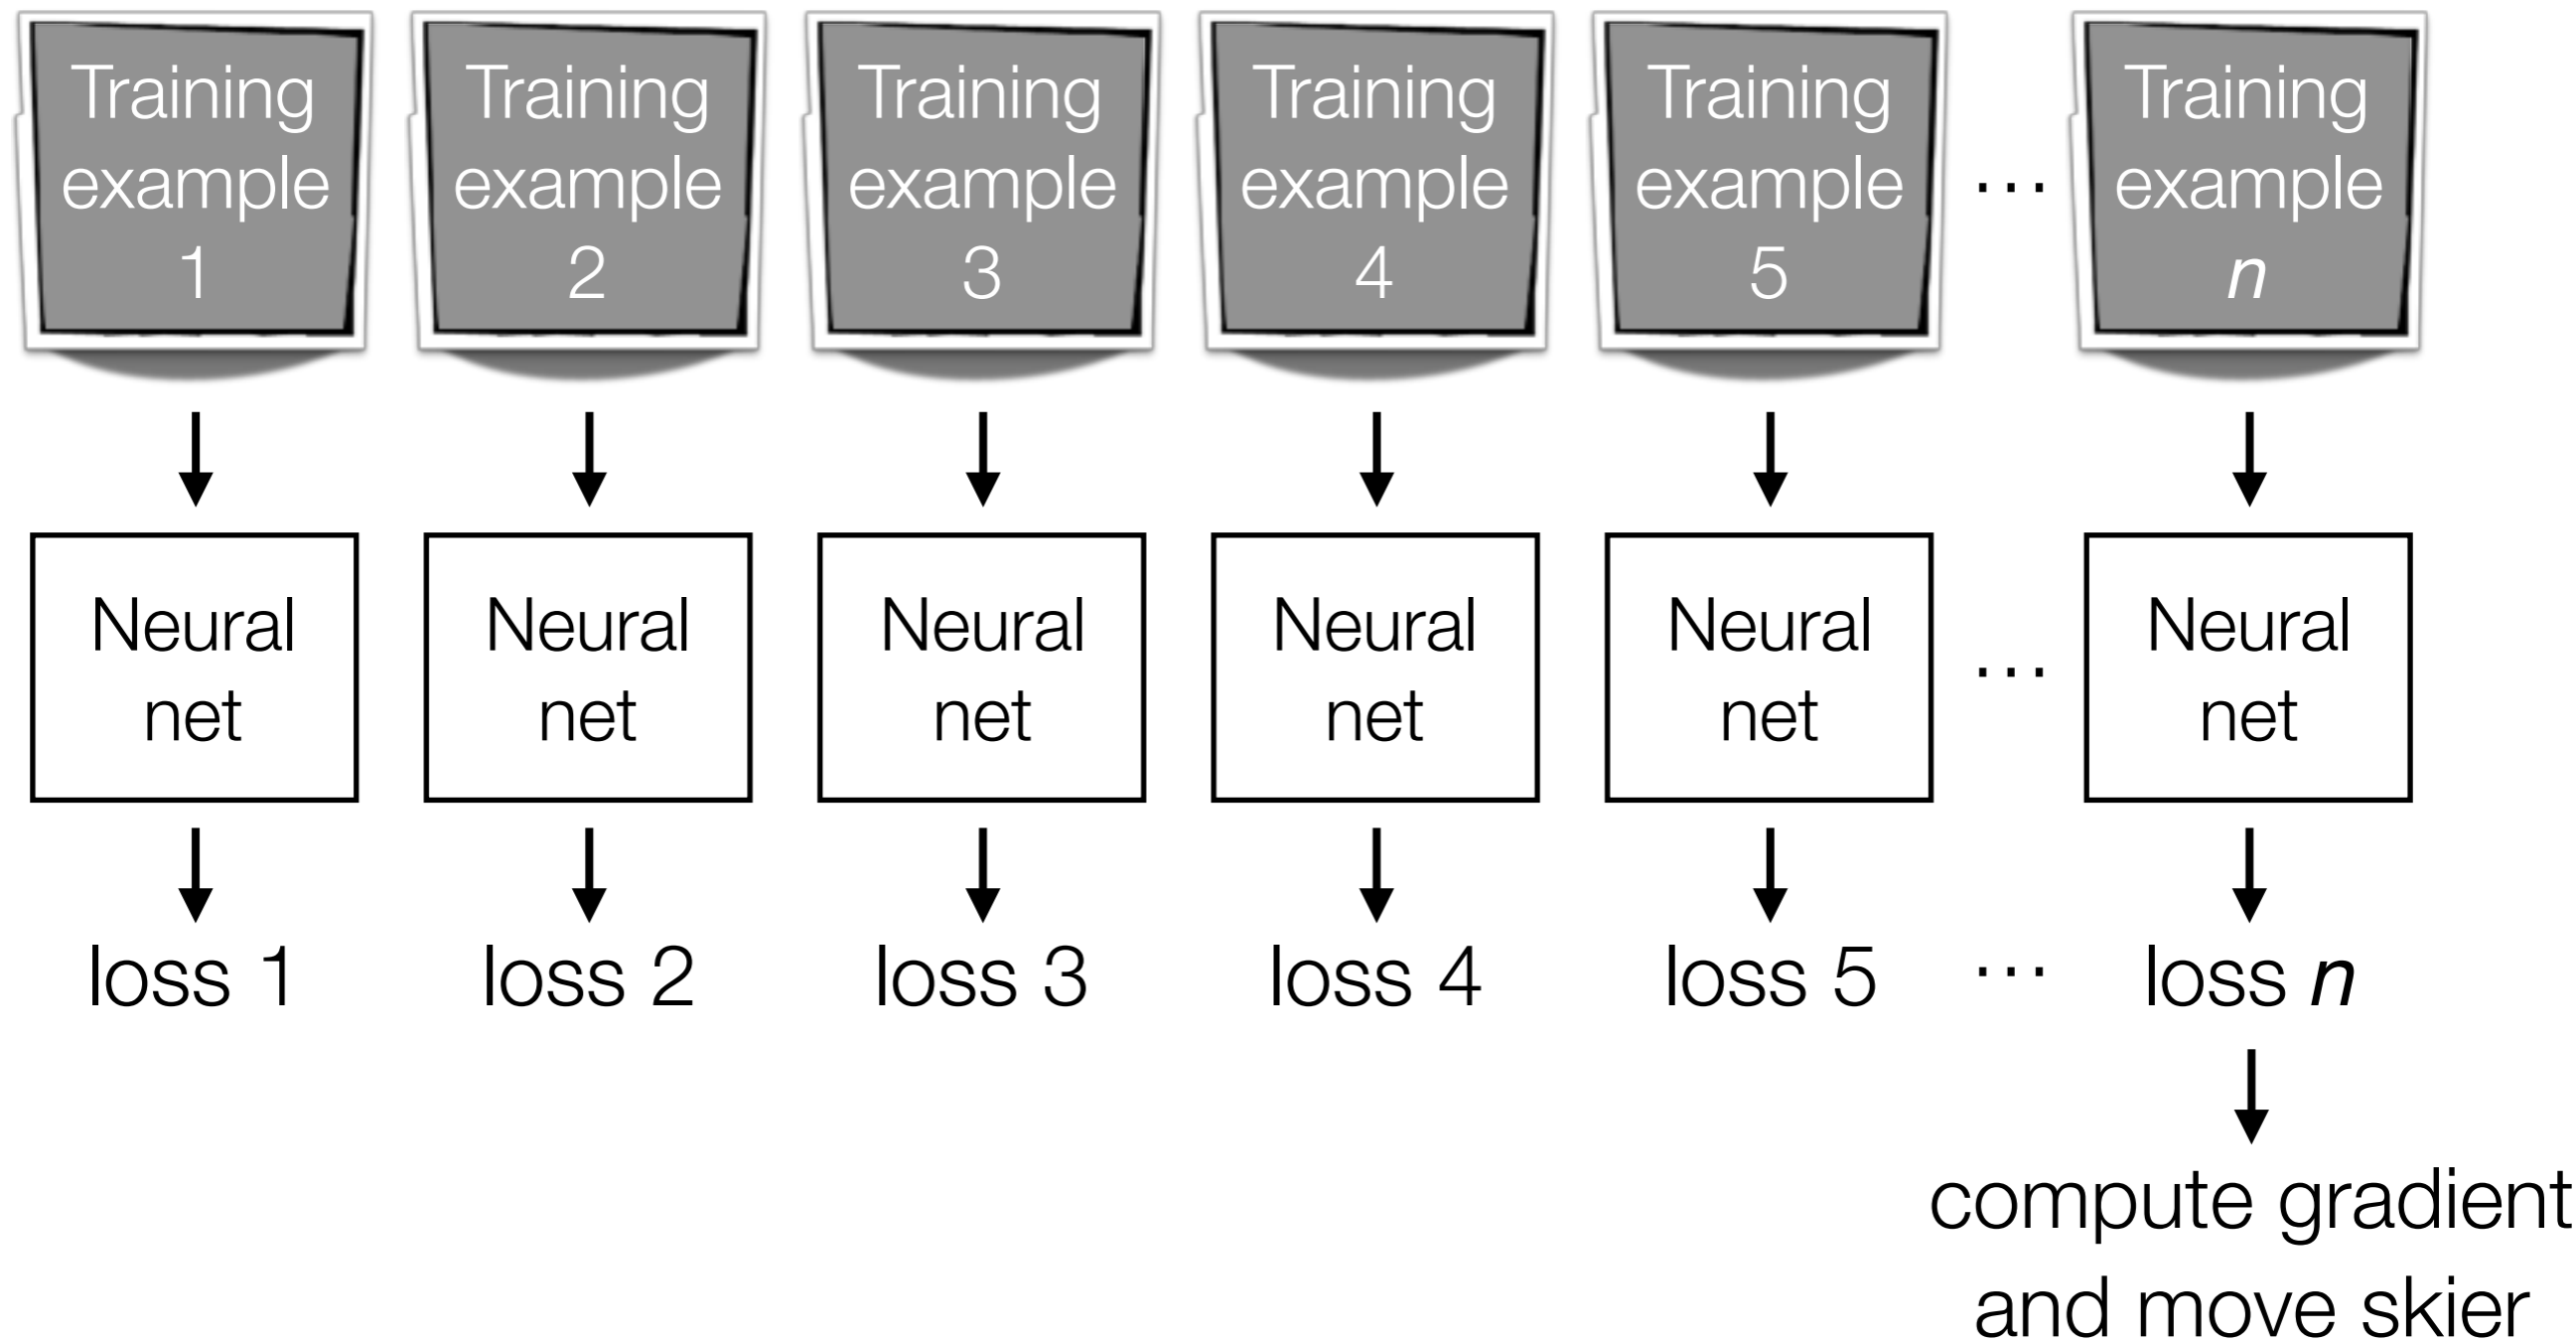 Training
example
1
Training
example
2
Training
example
3
Training
example
4
Training
example
5
...
Training
example
n
Neural
net
Neural
net
Neural
net
Neural
net
Neural
net
...
Neural
net
loss 1
loss 2
loss 3
loss 4
loss 5
...
loss n
compute gradient
and move skier